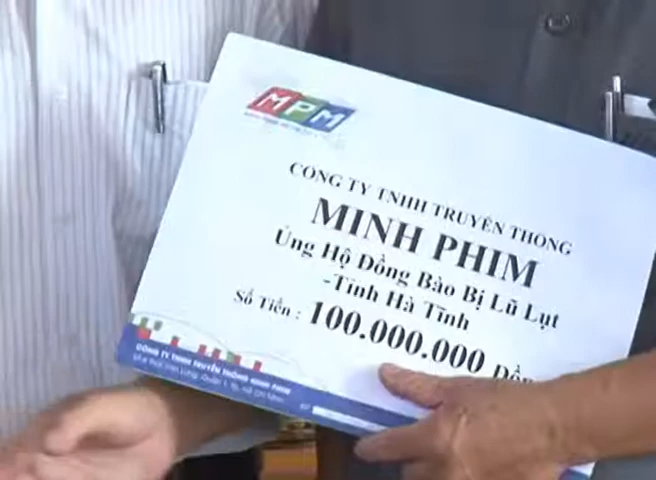 MPM
CÔNG TY TNHH TRUYỀN THÔNG
MINH PHIM
Ủng Hộ Đồng Bào Bị Lũ Lụt
-Tỉnh Hà Tĩnh
Số Tiền : 100.000.000 Đồng
CÔNG TY TNHH TRUYỀN THÔNG MINH PHIM